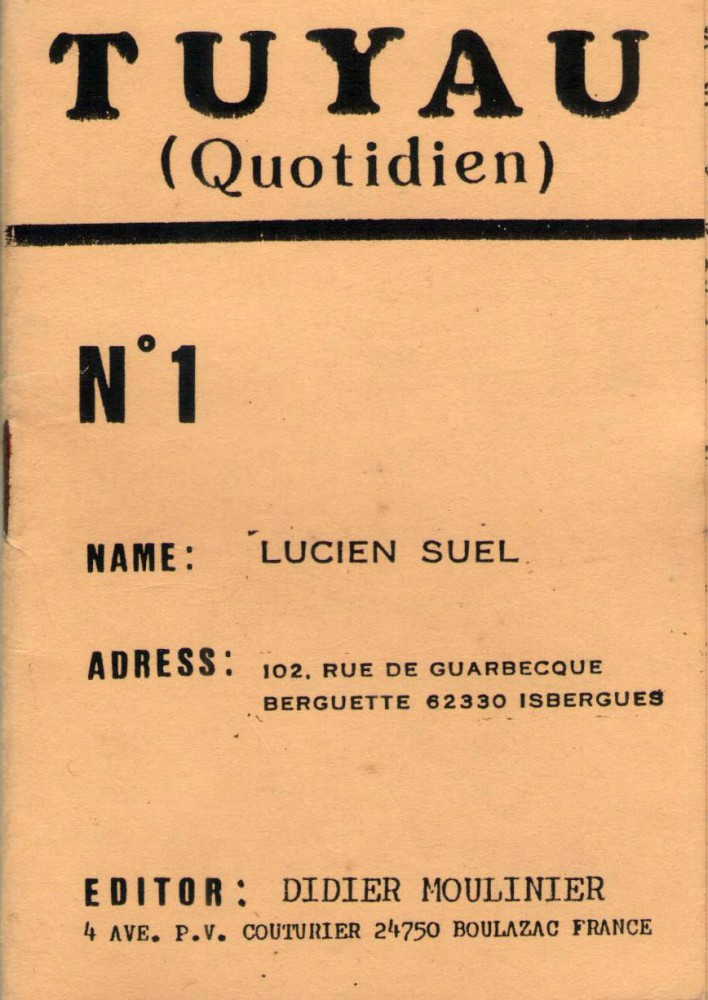 TUYAU
(Quotidien)
N°1
NAME: LUCIEN SUEL
ADRESS: 102, RUE DE GUARBECQUE
BERGUETTE 62330 ISBERGUES
EDITOR: DIDIER MOULINIER
4 AVE. P.V. COUTURIER 24750 BOULAZAC FRANCE